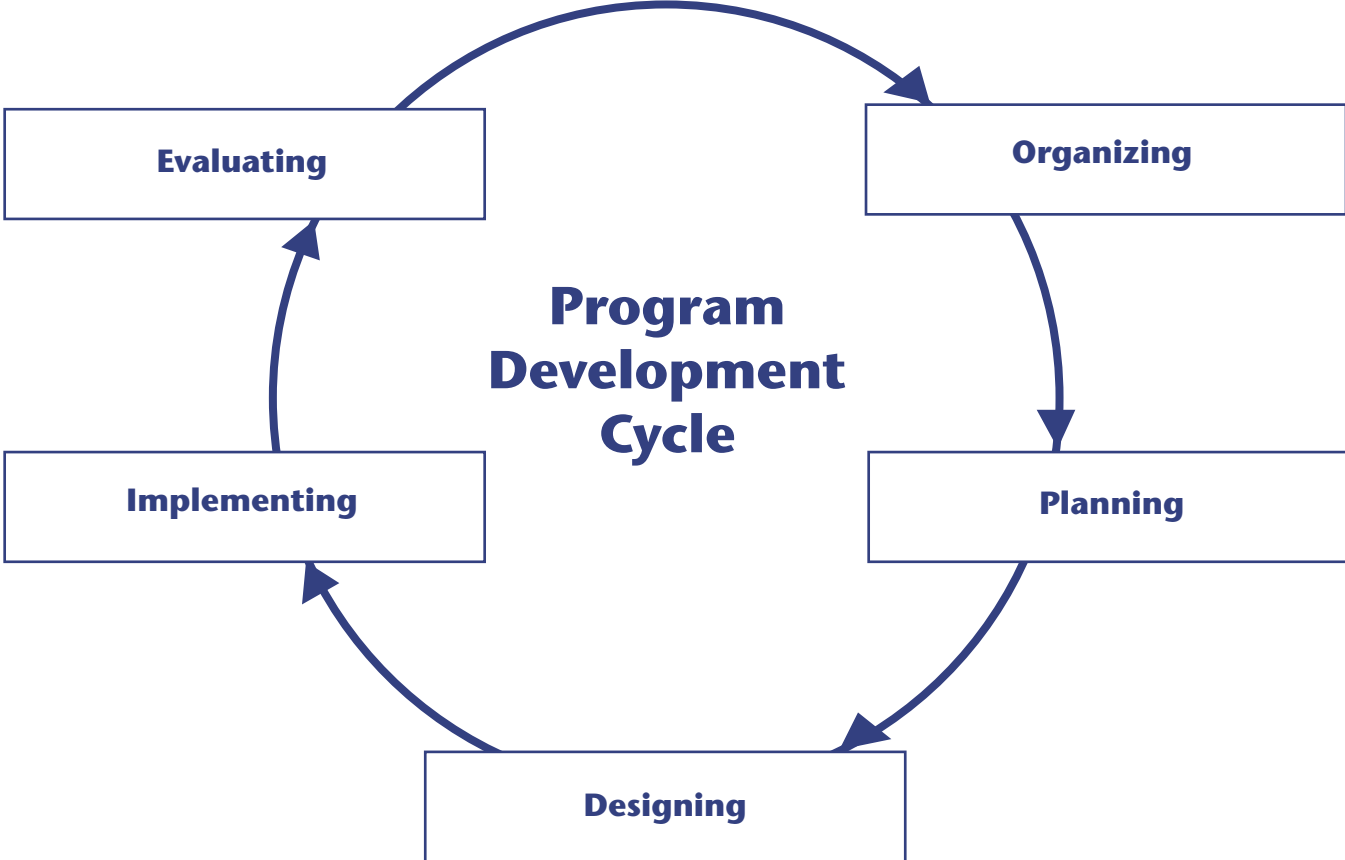 Evaluating
Organizing
Program
Development
Cycle
Implementing
Planning
Designing